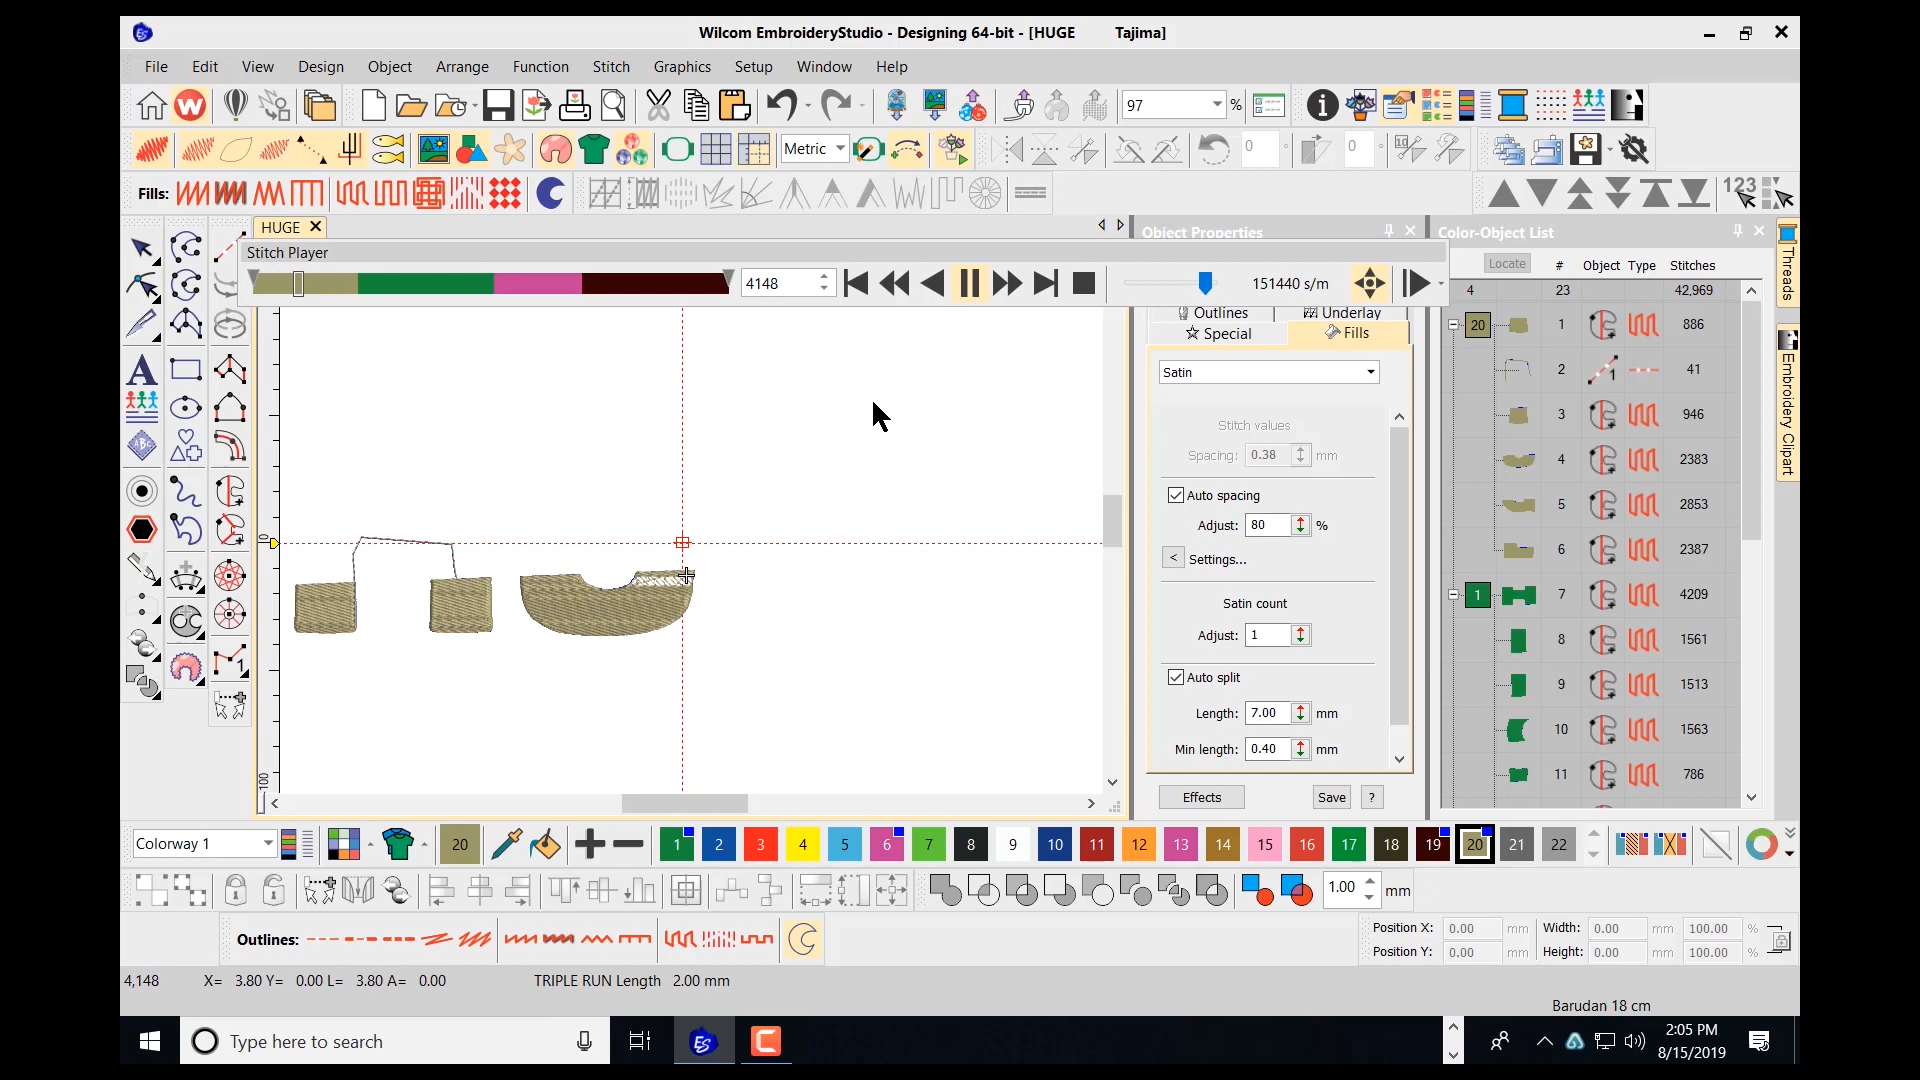 Wilcom EmbroideryStudio - Designing 64-bit - [HUGE Tajima]
File Edit View Design Object Arrange Function Stitch Graphics Setup Window Help
97 %
Metric 0 0
Fills: 123
HUGE
Object Properties Color-Object List
Stitch Player
4148 151440 s/m
Locate # Object Type Stitches
4 23 42,969
Outlines Underlay
Special Fills
Satin
Stitch values
Spacing: 0.38 mm
Auto spacing
Adjust: 80 %
< Settings...
Satin count
Adjust: 1
Auto split
Length: 7.00 mm
Min length: 0.40 mm
Effects Save ?
20 1 886
2 41
3 946
4 2383
5 2853
6 2387
1 7 4209
8 1561
9 1513
10 1563
11 786
Threads
Embroidery Clipart
0
100
Colorway 1 20 1 2 3 4 5 6 7 8 9 10 11 12 13 14 15 16 17 18 19 20 21 22
1.00 mm
Outlines:
Position X: 0.00 mm Width: 0.00 mm 100.00 %
Position Y: 0.00 mm Height: 0.00 mm 100.00 %
4,148 X= 3.80 Y= 0.00 L= 3.80 A= 0.00 TRIPLE RUN Length 2.00 mm
Barudan 18 cm
Type here to search
2:05 PM
8/15/2019